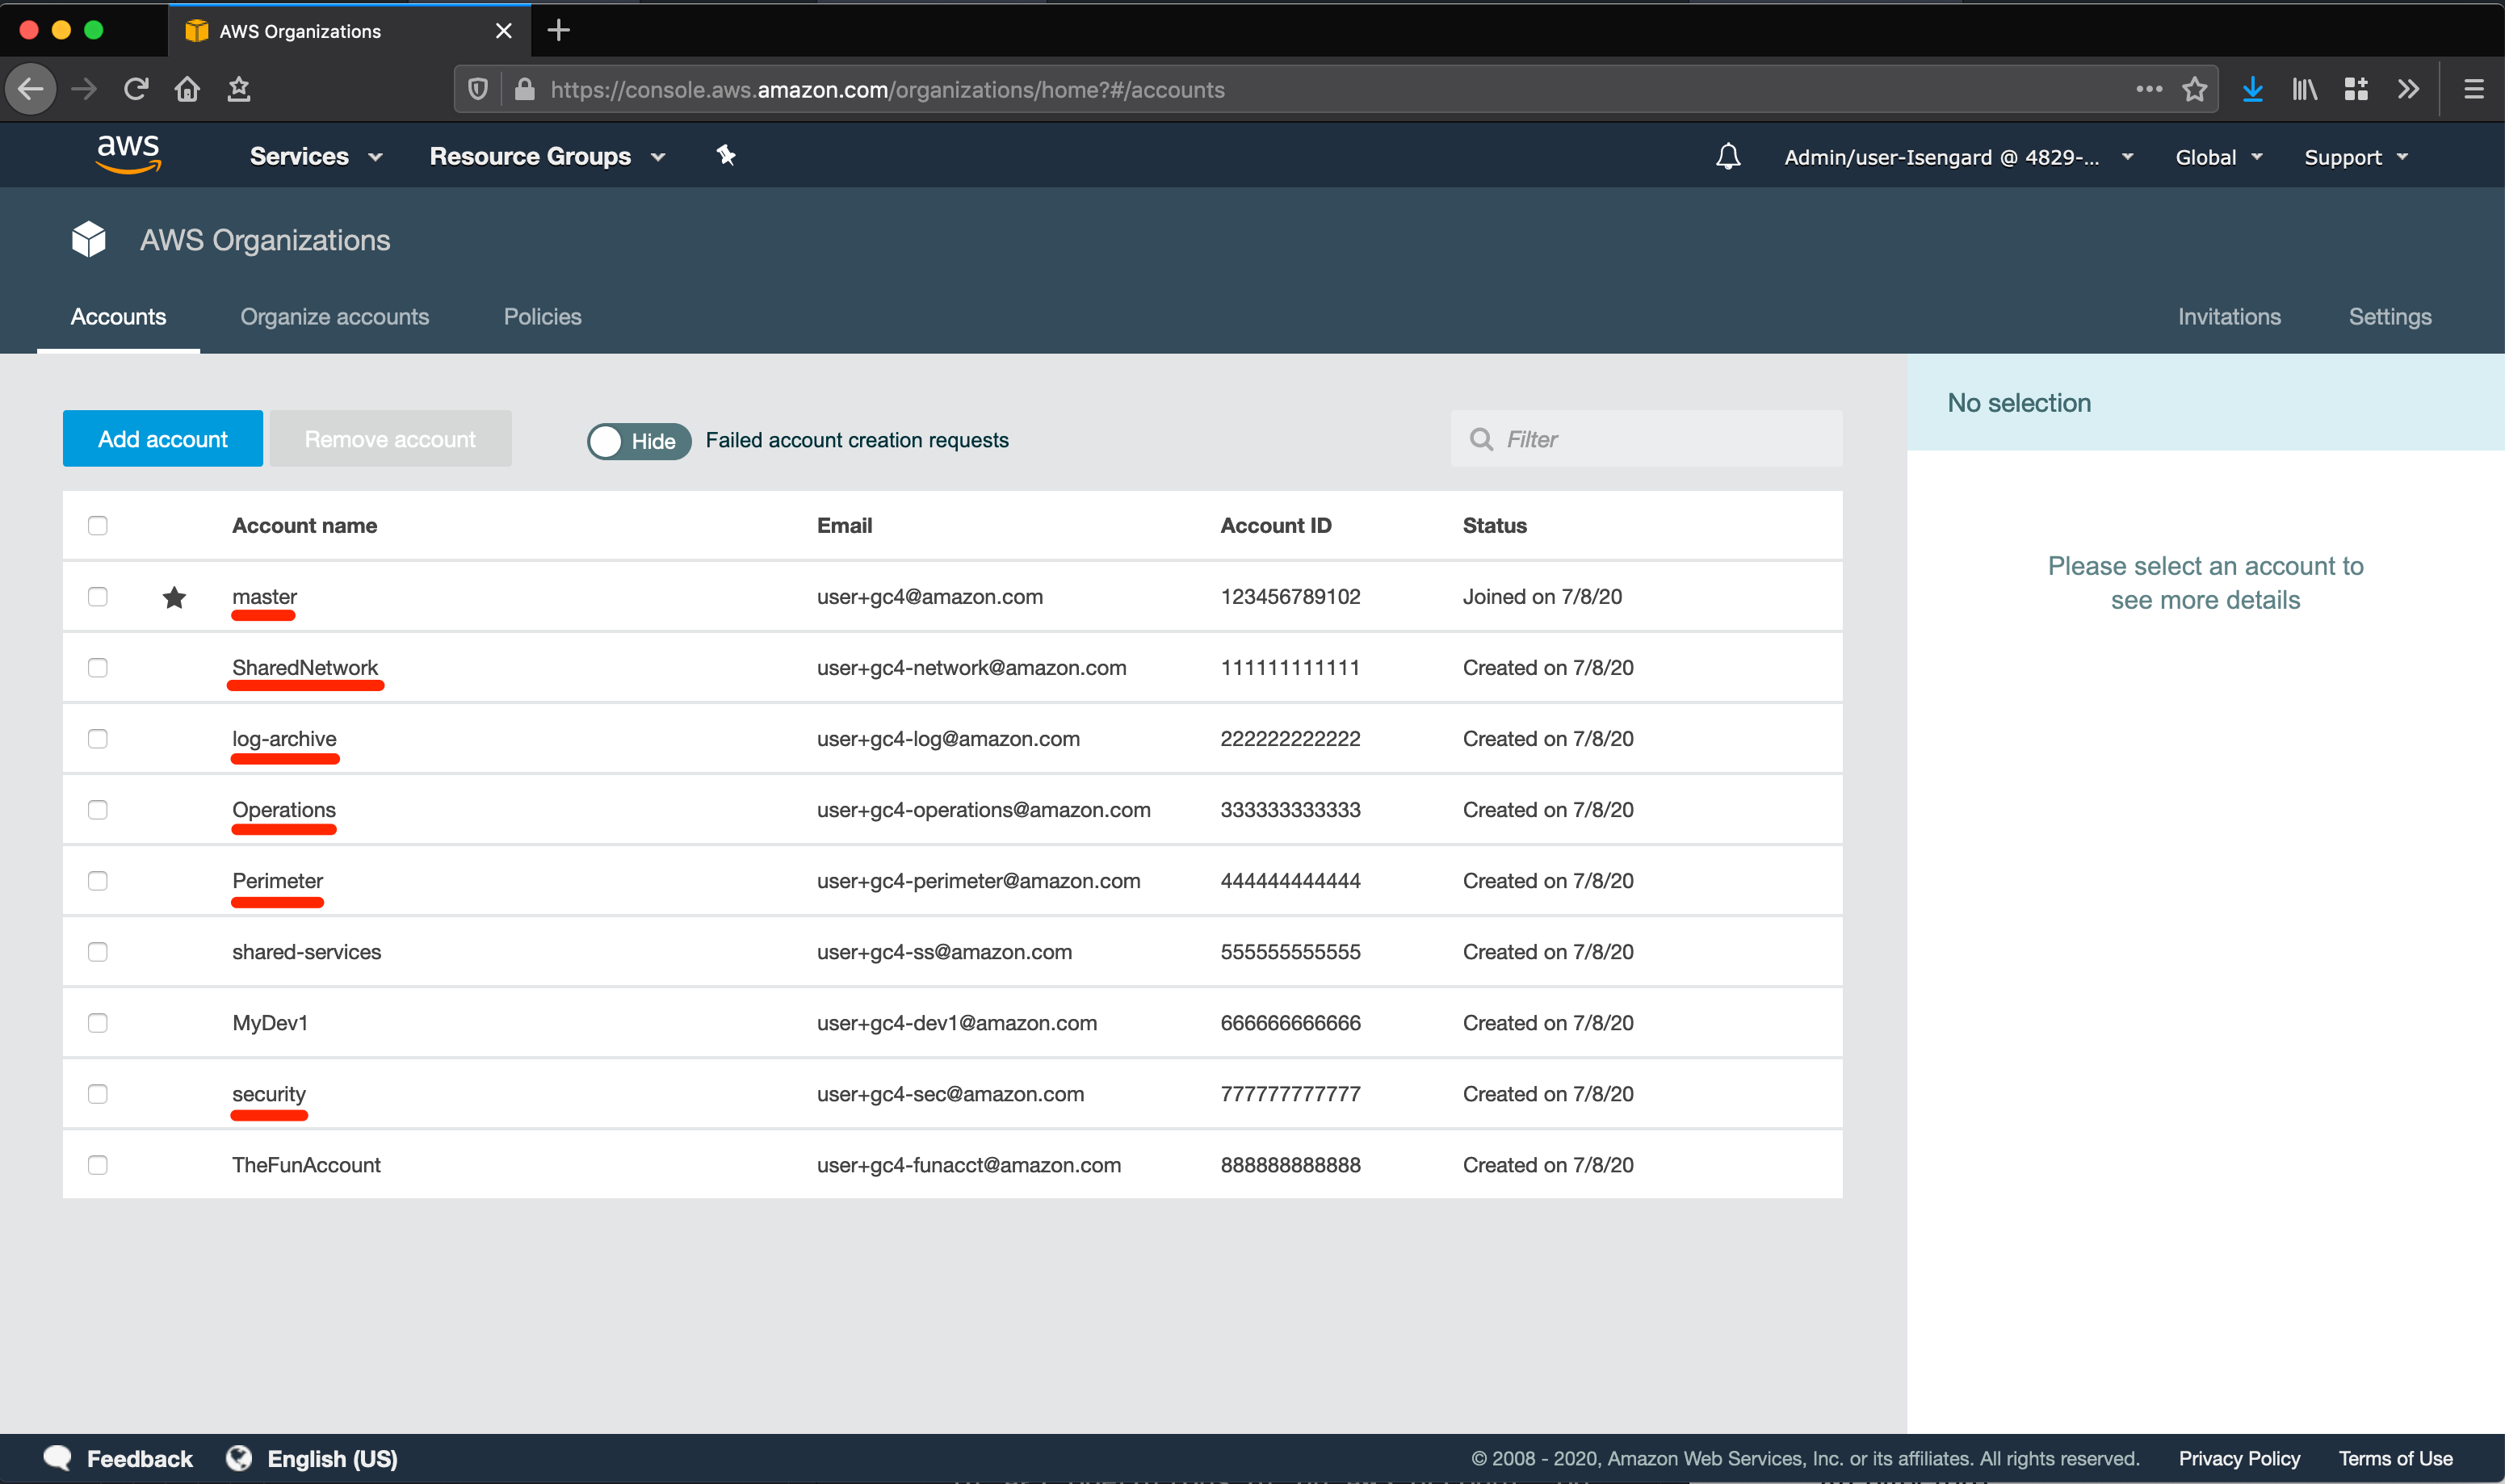 AWS Organizations
https://console.aws.amazon.com/organizations/home?#/accounts
aws Services Resource Groups Admin/user-Isengard @ 4829-... Global Support
AWS Organizations
Accounts Organize accounts Policies Invitations Settings
Add account Remove account Hide Failed account creation requests Filter
No selection
Please select an account to
see more details
Account name Email Account ID Status
master user+gc4@amazon.com 123456789102 Joined on 7/8/20
SharedNetwork user+gc4-network@amazon.com 111111111111 Created on 7/8/20
log-archive user+gc4-log@amazon.com 222222222222 Created on 7/8/20
Operations user+gc4-operations@amazon.com 333333333333 Created on 7/8/20
Perimeter user+gc4-perimeter@amazon.com 444444444444 Created on 7/8/20
shared-services user+gc4-ss@amazon.com 555555555555 Created on 7/8/20
MyDev1 user+gc4-dev1@amazon.com 666666666666 Created on 7/8/20
security user+gc4-sec@amazon.com 777777777777 Created on 7/8/20
TheFunAccount user+gc4-funacct@amazon.com 888888888888 Created on 7/8/20
Feedback English (US) © 2008 - 2020, Amazon Web Services, Inc. or its affiliates. All rights reserved. Privacy Policy Terms of Use